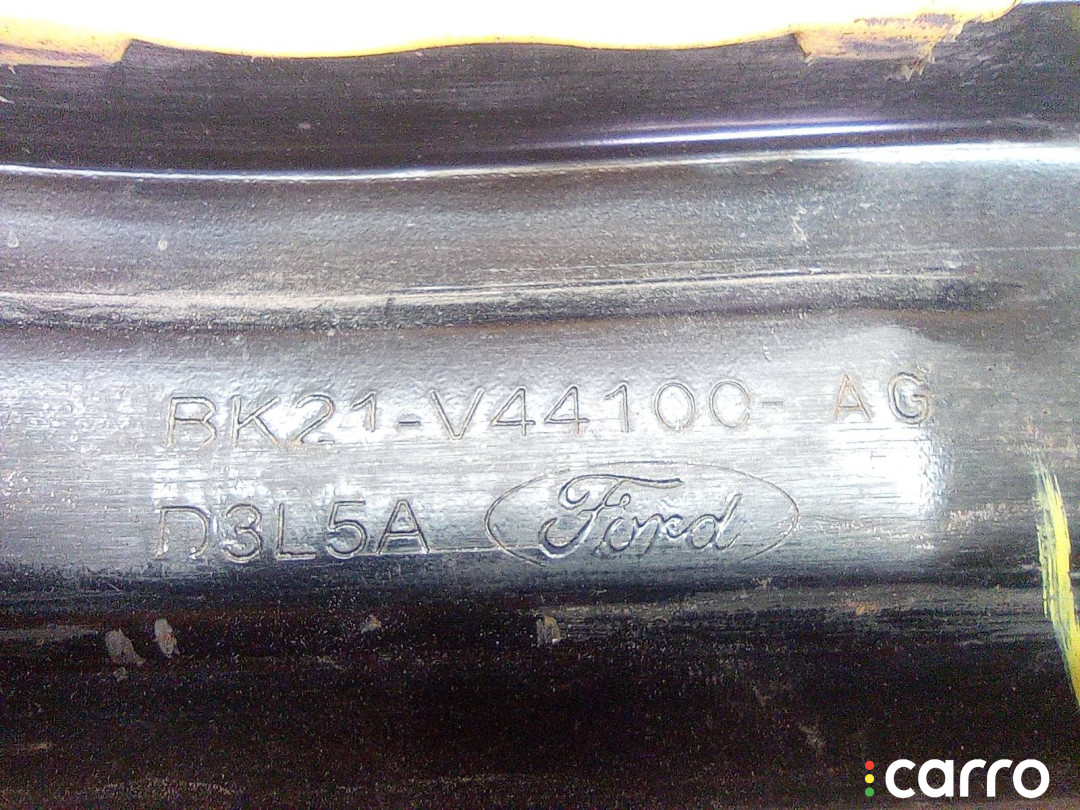 BK21-V44100- AG
D3L5A Ford
carro